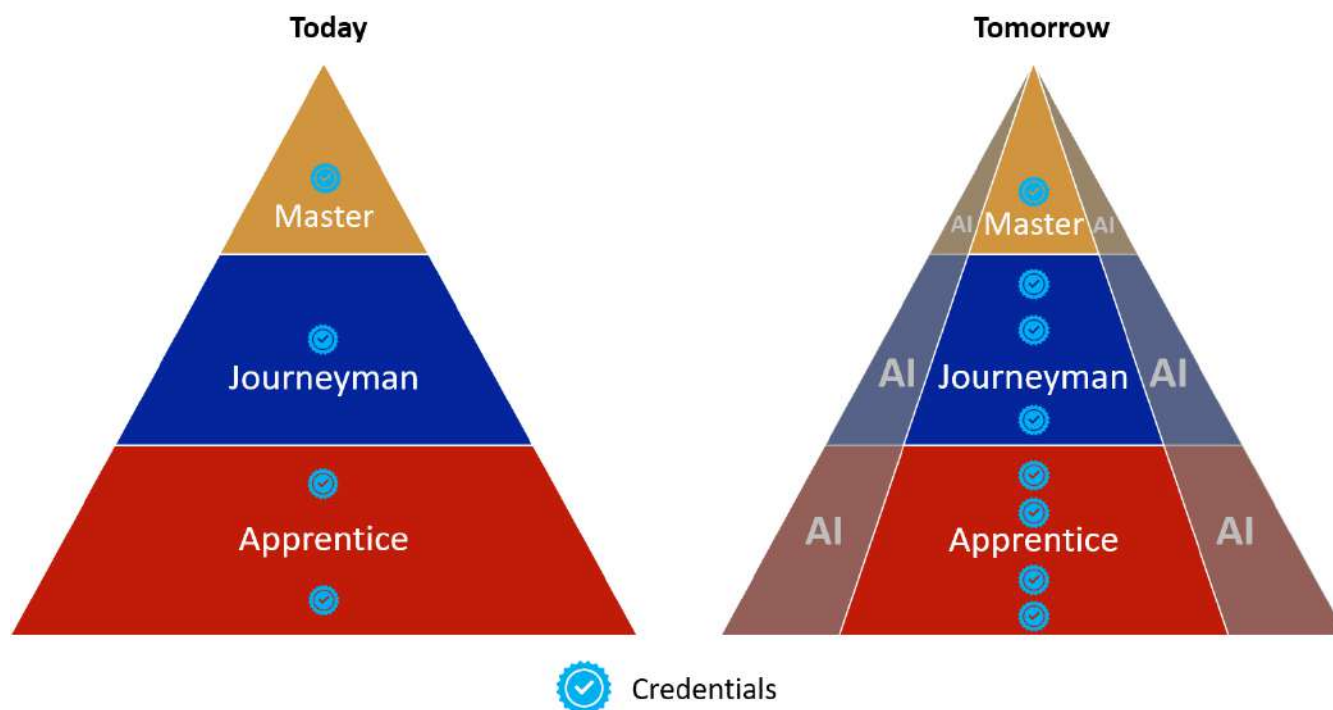 Today
Tomorrow
Master
AI
Master
AI
Journeyman
AI
Journeyman
AI
Apprentice
AI
Apprentice
AI
Credentials